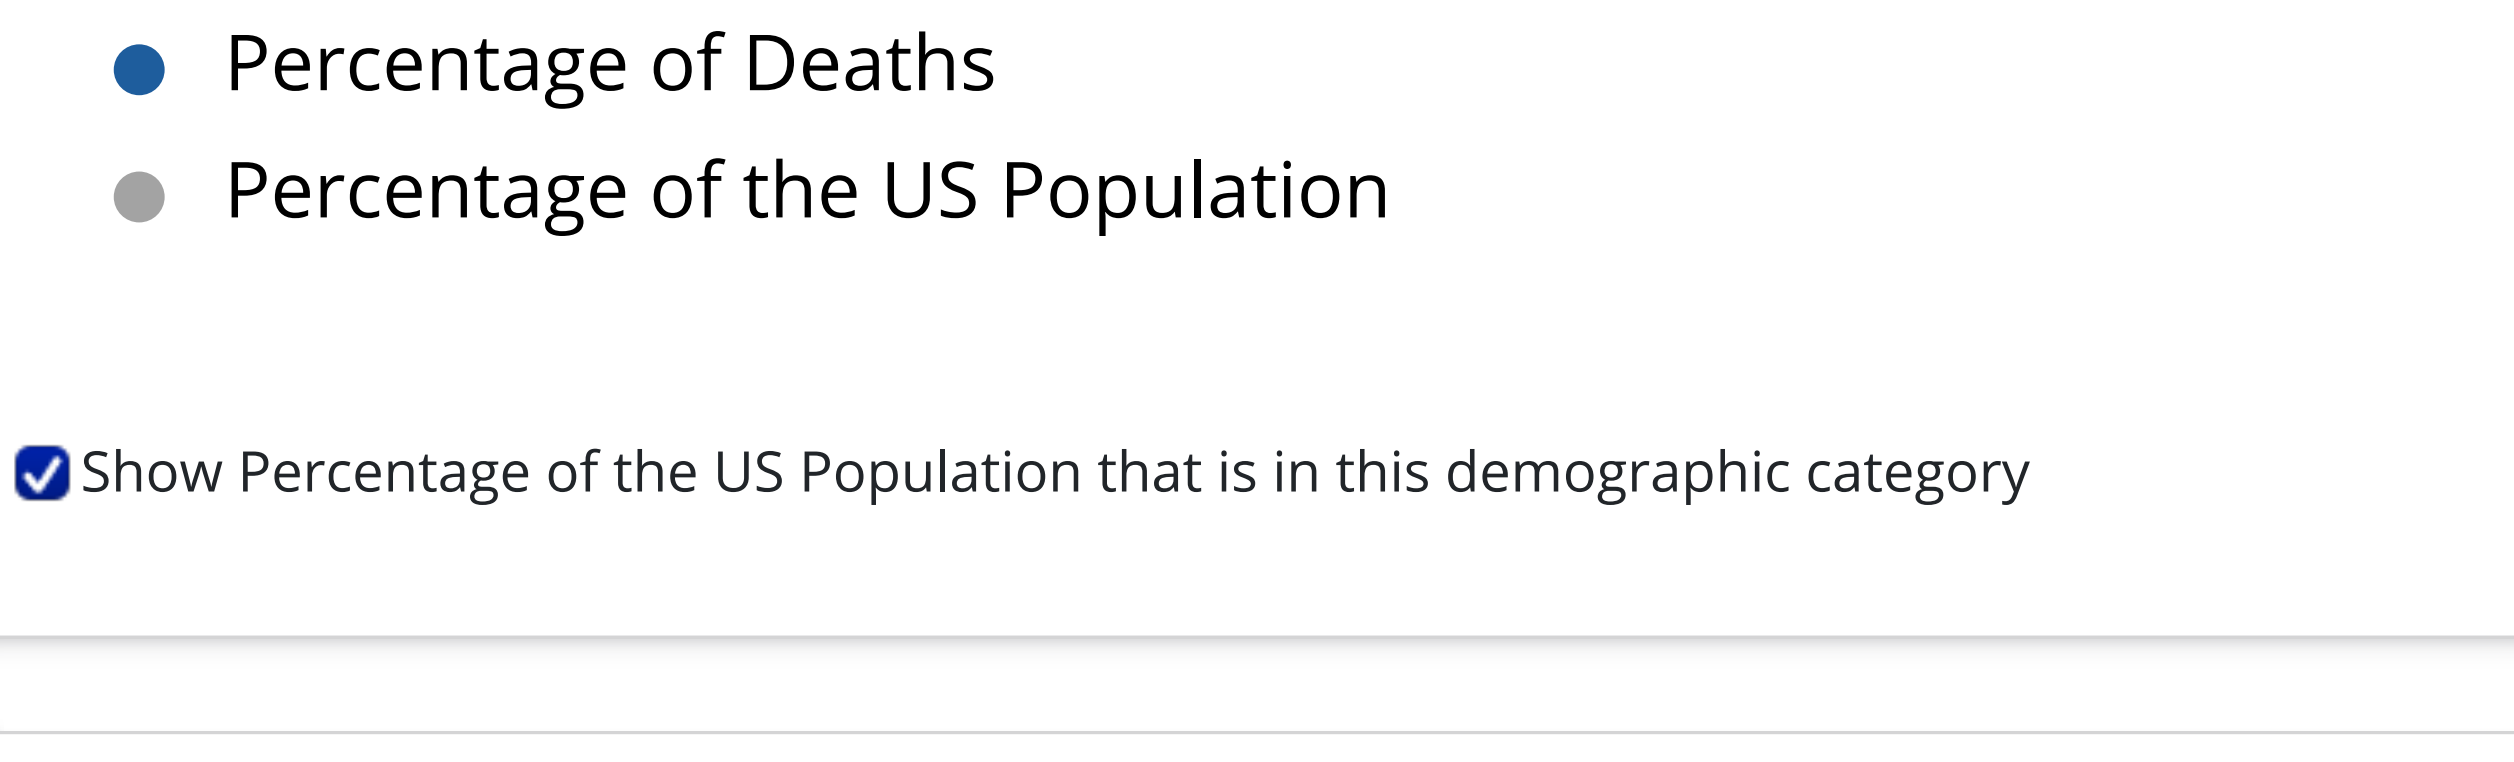 Percentage of Deaths
Percentage of the US Population
Show Percentage of the US Population that is in this demographic category